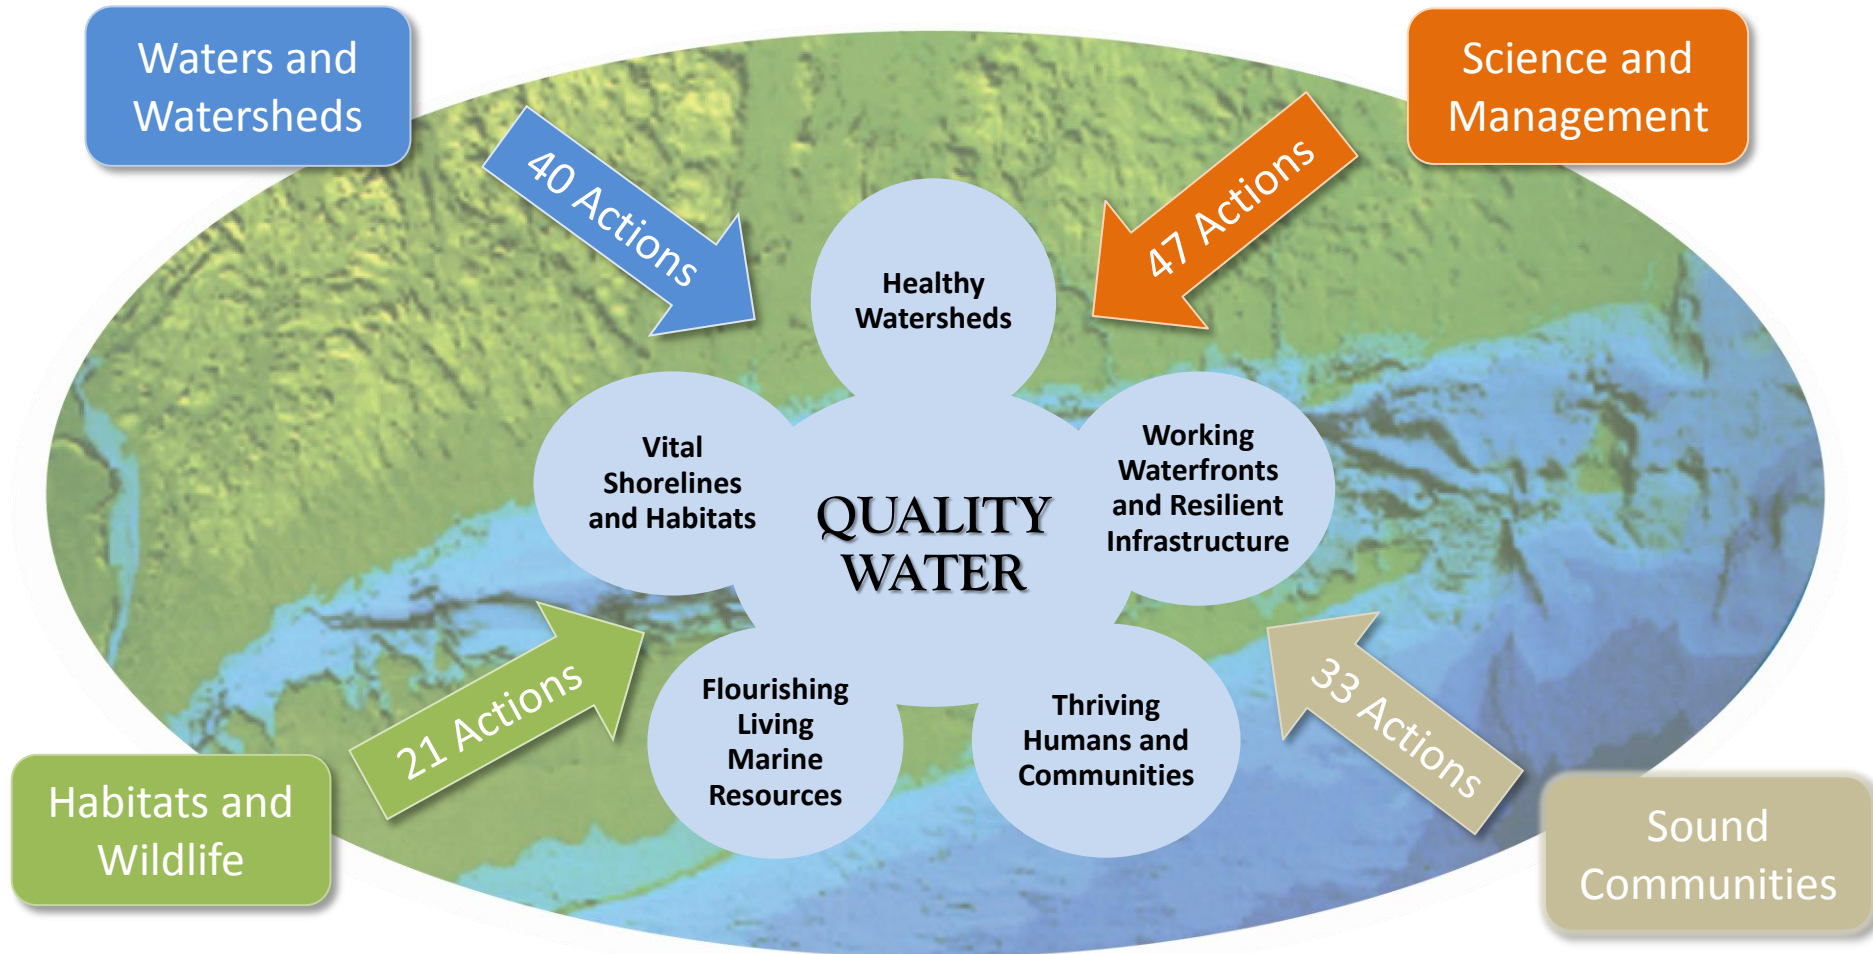 Waters and
Watersheds
Science and
Management
40 Actions
47 Actions
Healthy
Watersheds
Vital
Shorelines
and Habitats
Working
Waterfronts
and Resilient
Infrastructure
QUALITY
WATER
21 Actions
33 Actions
Flourishing
Living
Marine
Resources
Thriving
Humans and
Communities
Habitats and
Wildlife
Sound
Communities